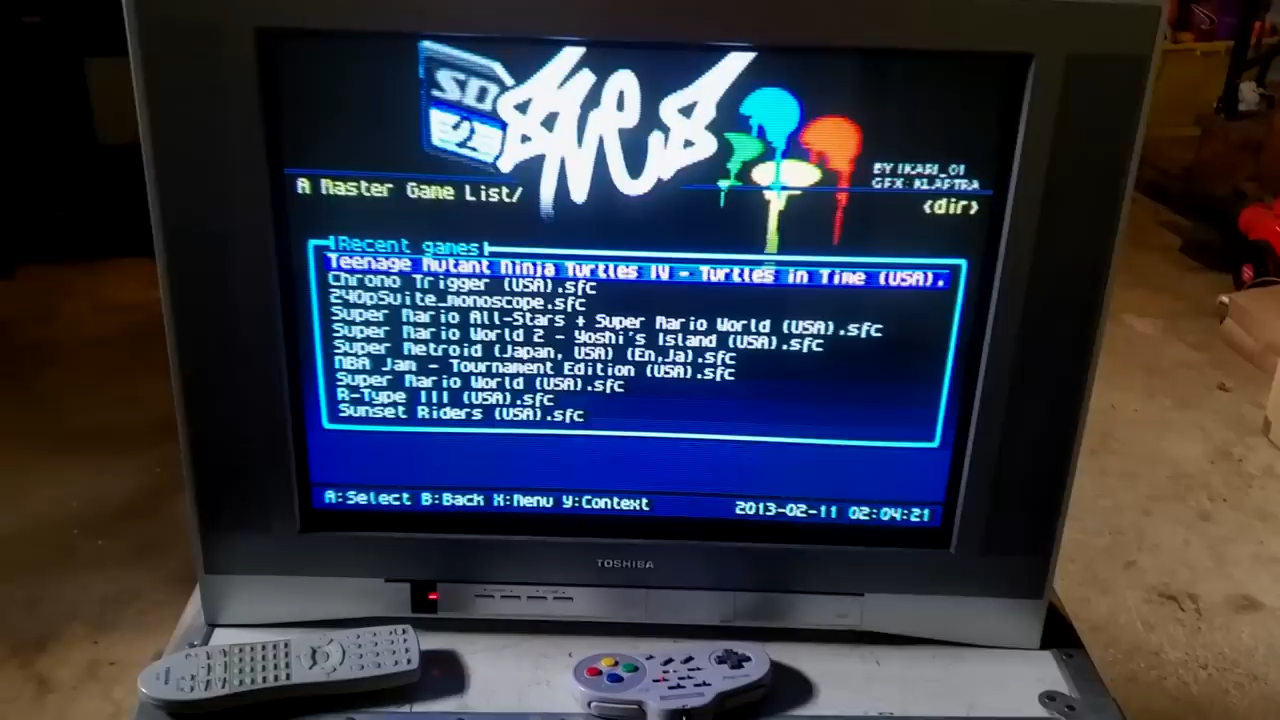 SD
SNES
BY IKARI_01
GFX: KLAPTRA
A Master Game List/
<dir>
Recent games
Teenage Mutant Ninja Turtles IV - Turtles in Time (USA).
Chrono Trigger (USA).sfc
240pSuite_monoscope.sfc
Super Mario All-Stars + Super Mario World (USA).sfc
Super Mario World 2 - Yoshi's Island (USA).sfc
Super Metroid (Japan, USA) (En,Ja).sfc
NBA Jam - Tournament Edition (USA).sfc
Super Mario World (USA).sfc
R-Type III (USA).sfc
Sunset Riders (USA).sfc
A:Select B:Back X:Menu Y:Context
2013-02-11 02:04:21
TOSHIBA